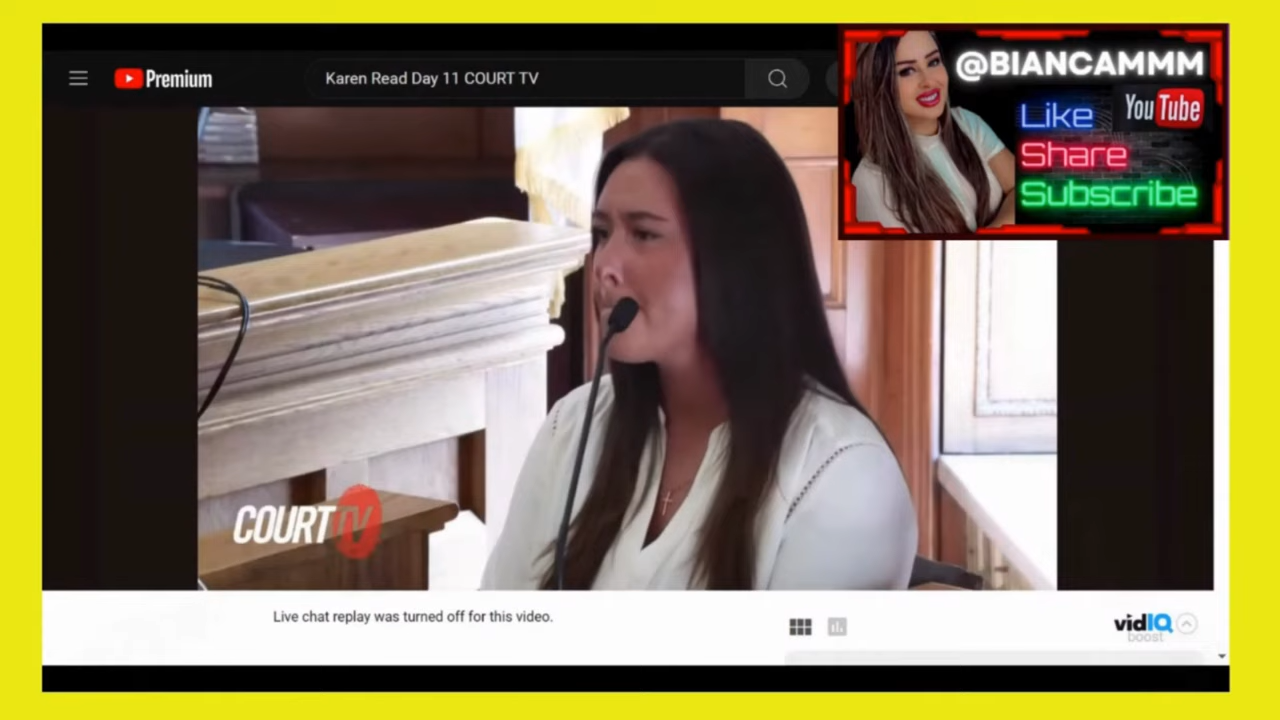 Premium
Karen Read Day 11 COURT TV
@BIANCAMMM
Like
YouTube
Share
Subscribe
COURT TV
Live chat replay was turned off for this video.
vidIQ
boost